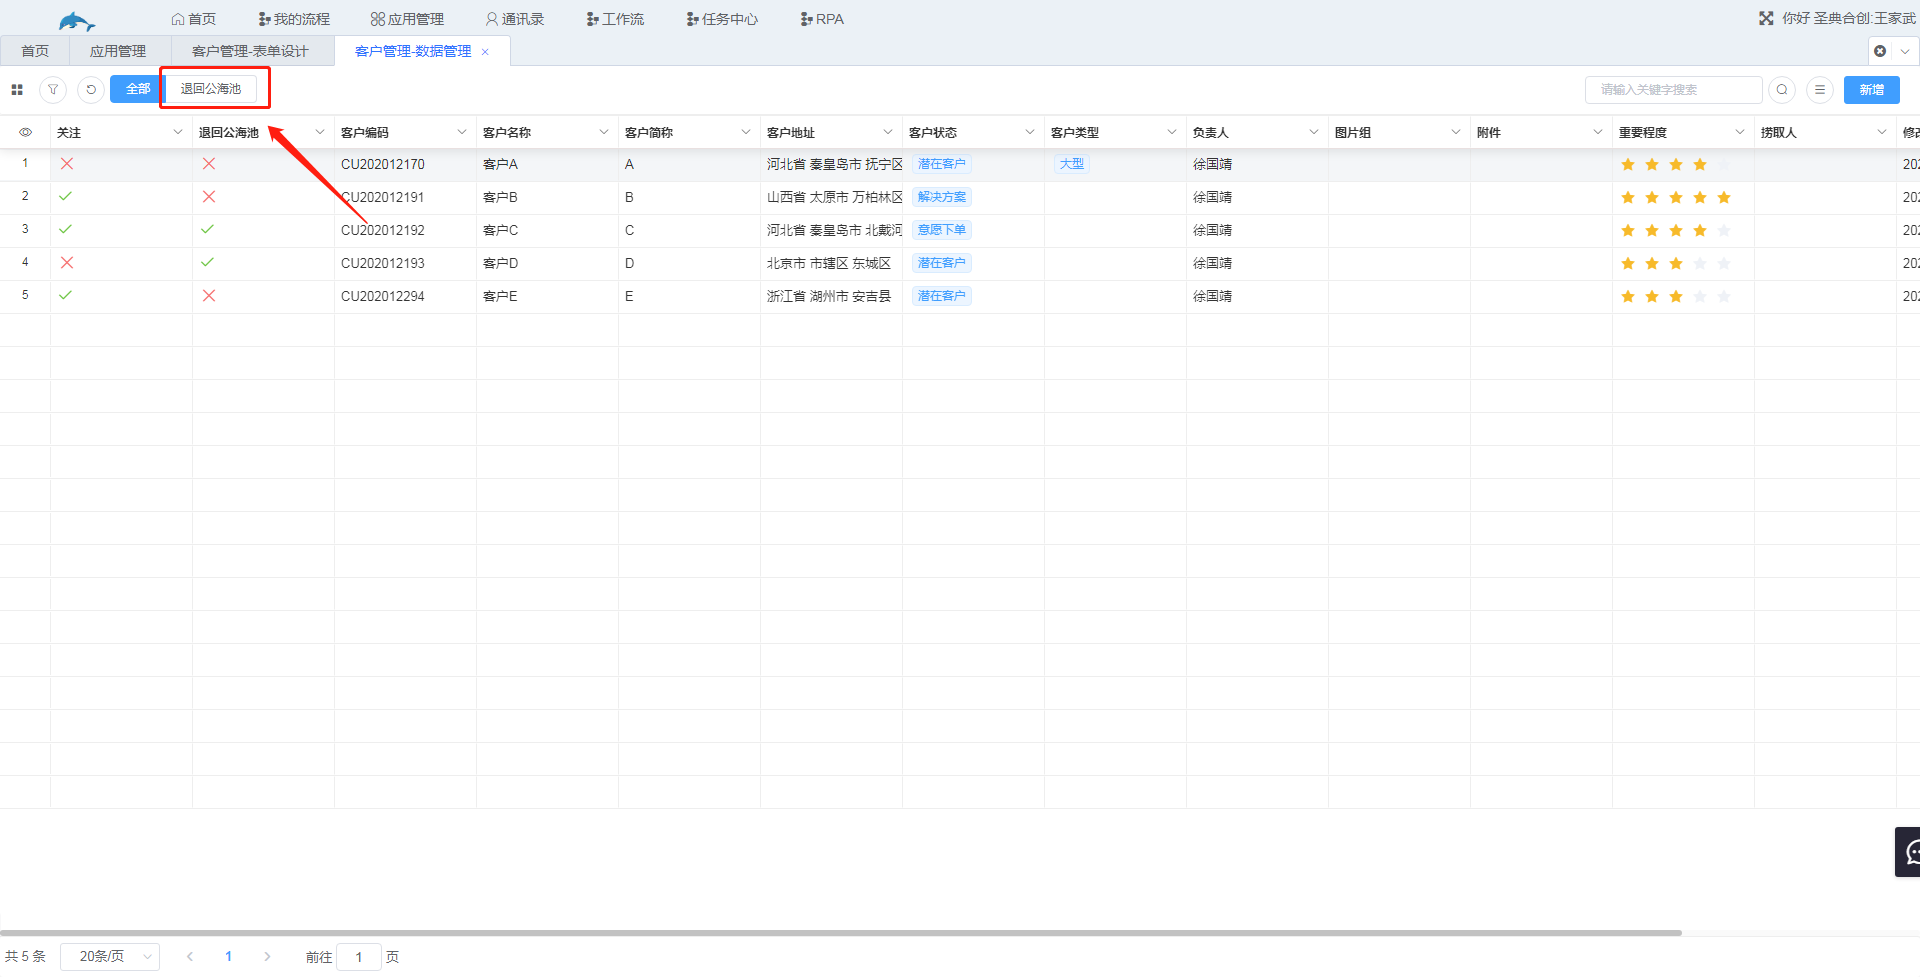 首页 我的流程 应用管理 通讯录 工作流 任务中心 RPA 你好 圣典合创:王家武
首页 应用管理 客户管理-表单设计 客户管理-数据管理
全部 退回公海池 请输入关键字搜索 新增
关注 退回公海池 客户编码 客户名称 客户简称 客户地址 客户状态 客户类型 负责人 图片组 附件 重要程度 捞取人 修改
1 CU202012170 客户A A 河北省 秦皇岛市 抚宁区 潜在客户 大型 徐国靖 202
2 CU202012191 客户B B 山西省 太原市 万柏林区 解决方案 徐国靖 202
3 CU202012192 客户C C 河北省 秦皇岛市 北戴河 意愿下单 徐国靖 202
4 CU202012193 客户D D 北京市 市辖区 东城区 潜在客户 徐国靖 202
5 CU202012294 客户E E 浙江省 湖州市 安吉县 潜在客户 徐国靖 202
共 5 条 20条/页 1 前往 1 页